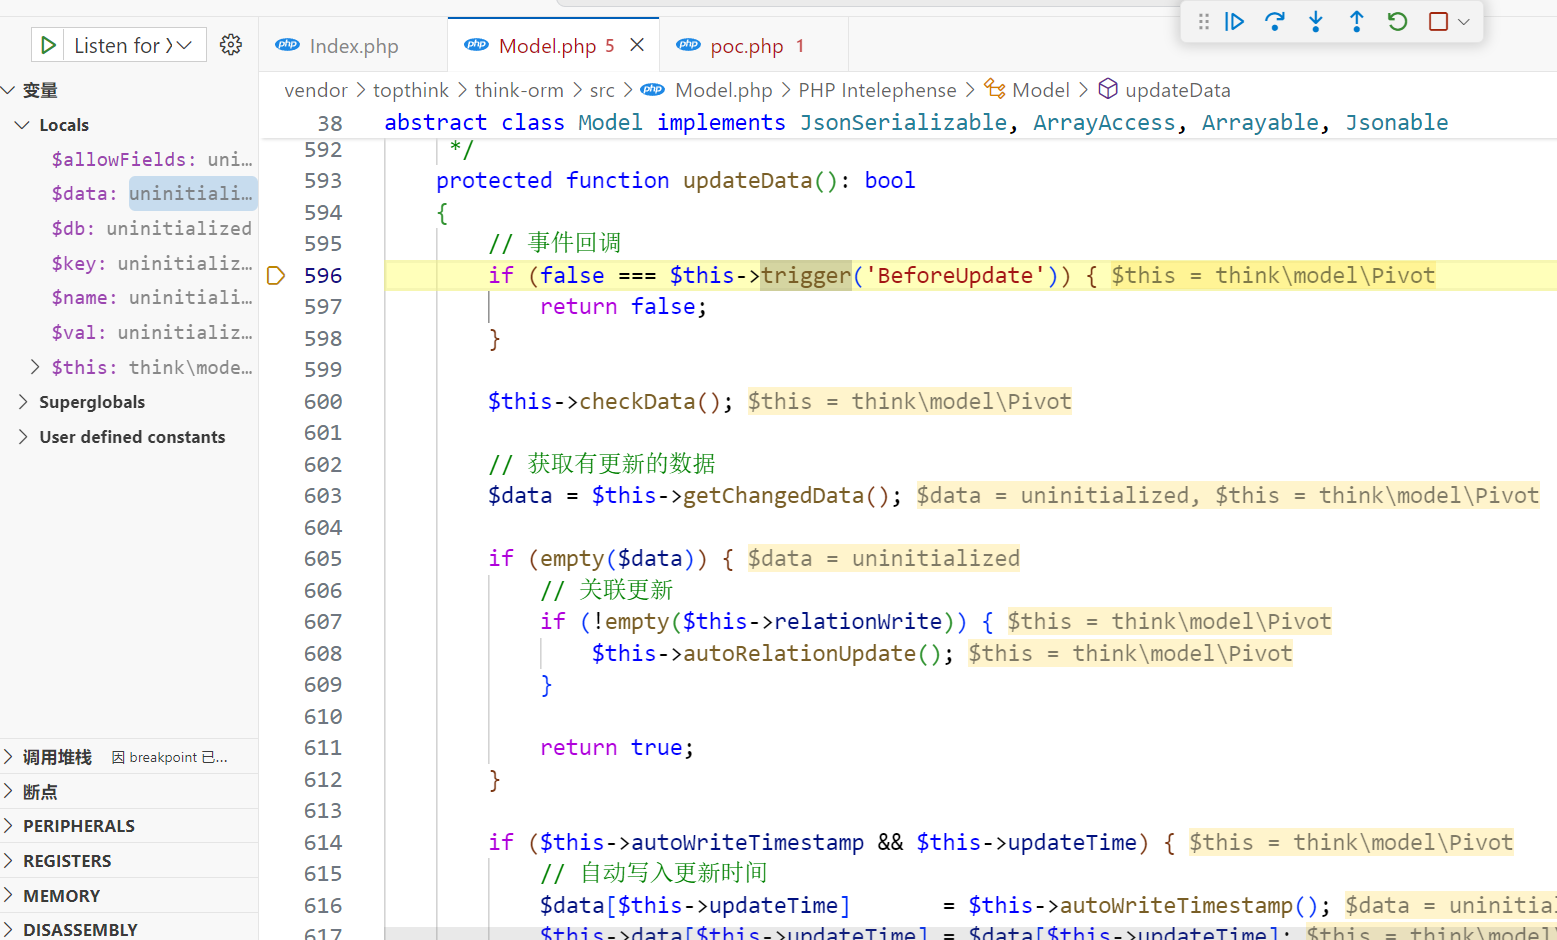 Listen for
Index.php
Model.php 5
poc.php 1
变量
vendor > topthink > think-orm > src > Model.php > PHP Intelephense > Model > updateData
Locals
38 abstract class Model implements JsonSerializable, ArrayAccess, Arrayable, Jsonable
$allowFields: uni...
592 */
$data: uninitiali...
593 protected function updateData(): bool
$db: uninitialized
594 {
$key: uninitializ...
595 // 事件回调
$name: uninitiali...
596 if (false === $this->trigger('BeforeUpdate')) { $this = think\model\Pivot
$val: uninitializ...
597 return false;
$this: think\mode...
598 }
Superglobals
599
User defined constants
600 $this->checkData(); $this = think\model\Pivot
601
602 // 获取有更新的数据
603 $data = $this->getChangedData(); $data = uninitialized, $this = think\model\Pivot
604
605 if (empty($data)) { $data = uninitialized
606 // 关联更新
607 if (!empty($this->relationWrite)) { $this = think\model\Pivot
608 $this->autoRelationUpdate(); $this = think\model\Pivot
609 }
610
611 return true;
调用堆栈 因 breakpoint 已...
612 }
断点
613
PERIPHERALS
614 if ($this->autoWriteTimestamp && $this->updateTime) { $this = think\model\Pivot
REGISTERS
615 // 自动写入更新时间
MEMORY
616 $data[$this->updateTime] = $this->autoWriteTimestamp(); $data = uninitia
DISASSEMBLY
617 $this->data[$this->updateTime] = $data[$this->updateTime]; $this = think\model